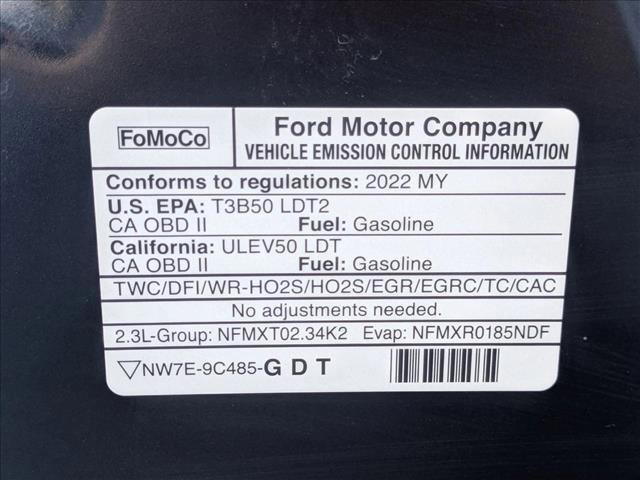 FoMoCo
Ford Motor Company
VEHICLE EMISSION CONTROL INFORMATION
Conforms to regulations: 2022 MY
U.S. EPA: T3B50 LDT2
CA OBD II Fuel: Gasoline
California: ULEV50 LDT
CA OBD II Fuel: Gasoline
TWC/DFI/WR-HO2S/HO2S/EGR/EGRC/TC/CAC
No adjustments needed.
2.3L-Group: NFMXT02.34K2 Evap: NFMXR0185NDF
▽NW7E-9C485-G D T